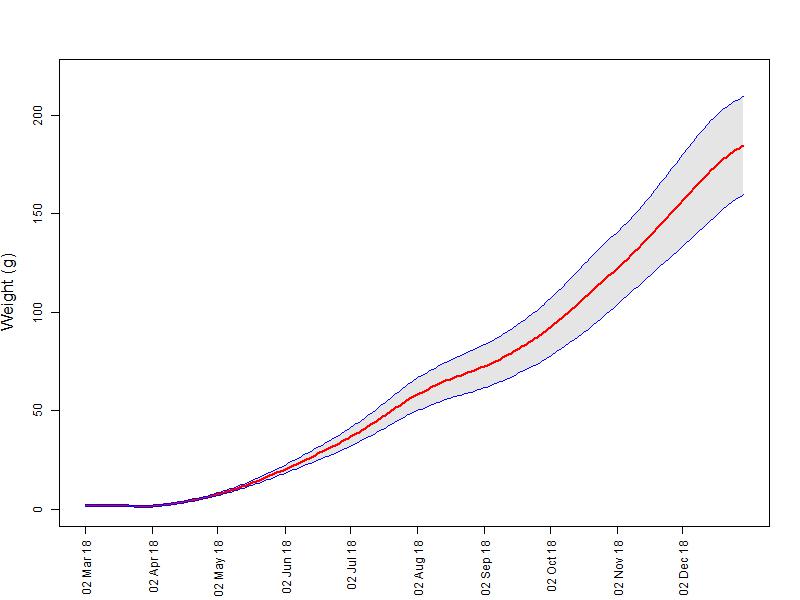 Weight (g)
200
150
100
50
0
02 Mar 18
02 Apr 18
02 May 18
02 Jun 18
02 Jul 18
02 Aug 18
02 Sep 18
02 Oct 18
02 Nov 18
02 Dec 18